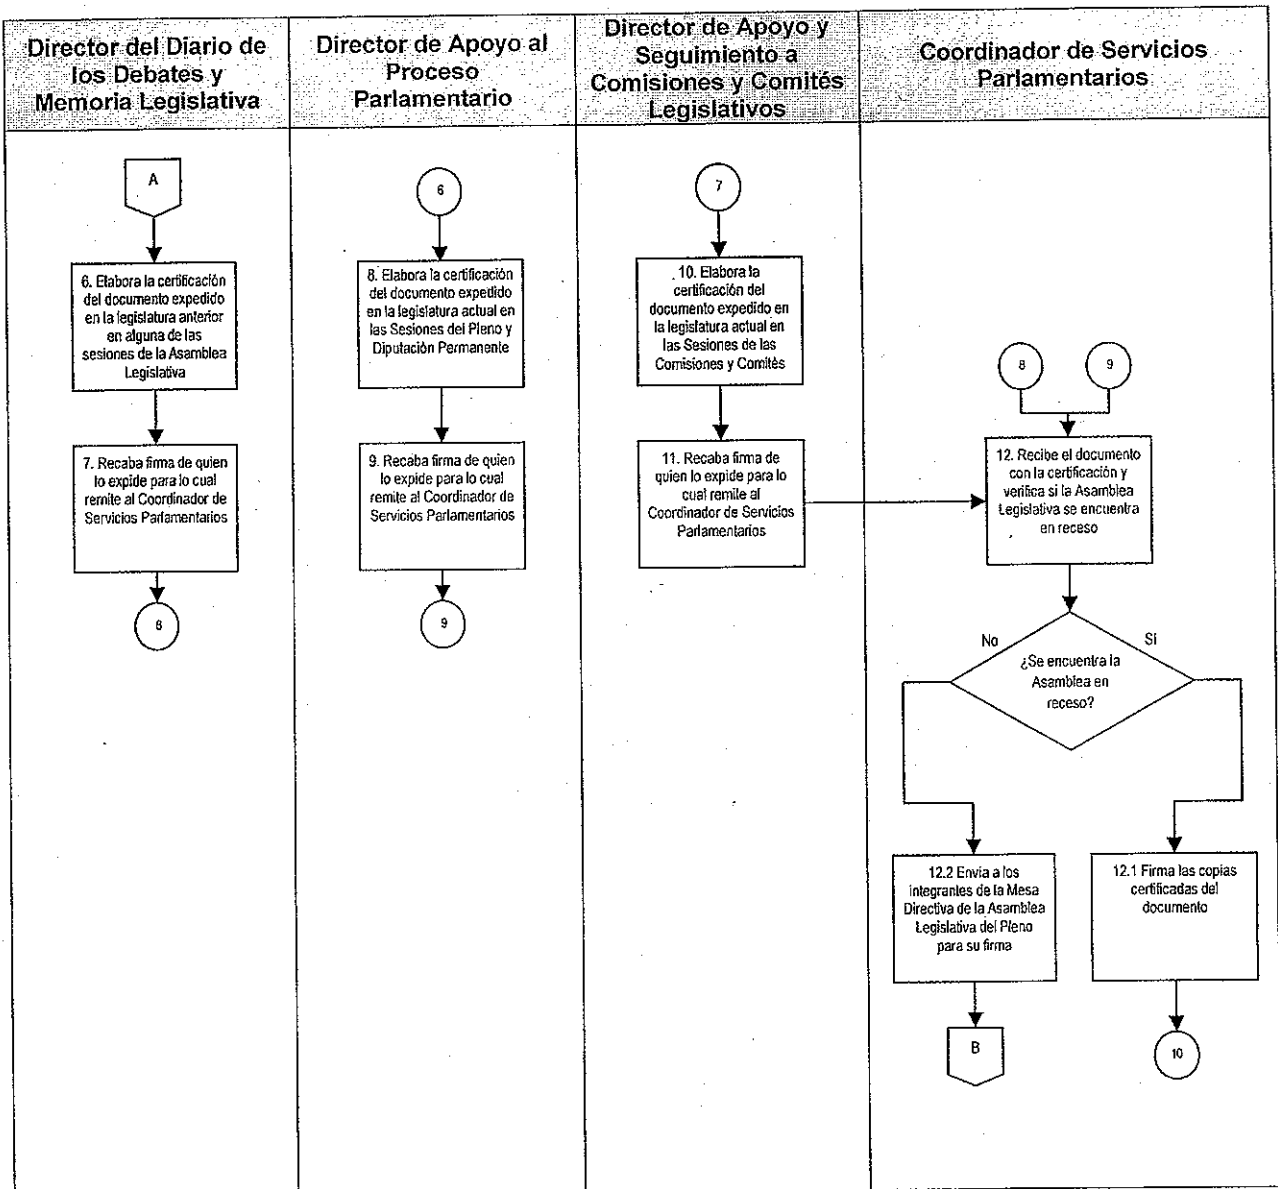 Director del Diario de
los Debates y
Memoria Legislativa
Director de Apoyo al
Proceso
Parlamentario
Director de Apoyo y
Seguimiento a
Comisiones y Comités
Legislativos
Coordinador de Servicios
Parlamentarios
A
6. Elabora la certificación
del documento expedido
en la legislatura anterior
en alguna de las
sesiones de la Asamblea
Legislativa
7. Recaba firma de quien
lo expide para lo cual
remite al Coordinador de
Servicios Parlamentarios
8
6
8. Elabora la certificación
del documento expedido
en la legislatura actual en
las Sesiones del Pleno y
Diputación Permanente
9. Recaba firma de quien
lo expide para lo cual
remite al Coordinador de
Servicios Parlamentarios
9
7
10. Elabora la
certificación del
documento expedido en
la legislatura actual en
las Sesiones de las
Comisiones y Comités
11. Recaba firma de
quien lo expide para lo
cual remite al
Coordinador de Servicios
Parlamentarios
8
9
12. Recibe el documento
con la certificación y
verifica si la Asamblea
Legislativa se encuentra
en receso
No
Si
¿Se encuentra la
Asamblea en
receso?
12.2 Envia a los
integrantes de la Mesa
Directiva de la Asamblea
Legislativa del Pleno
para su firma
12.1 Firma las copias
certificadas del
documento
B
10